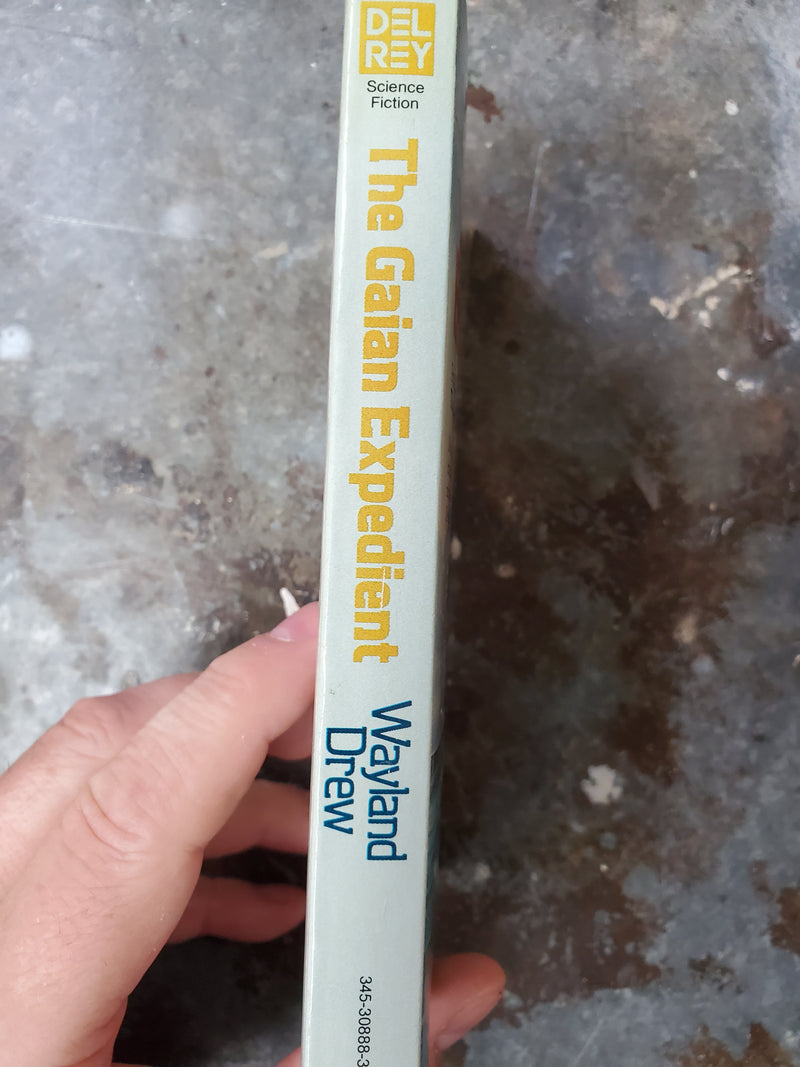 DEL
REY
Science
Fiction
The Gaian Expedient
Wayland
Drew
345-30888-3